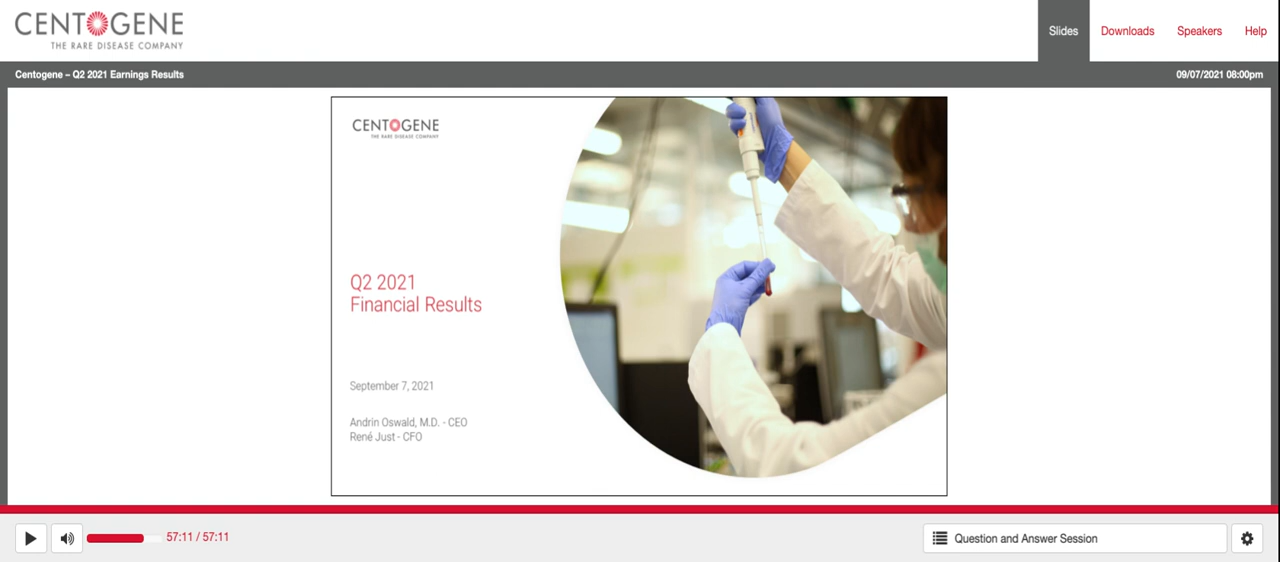 CENTOGENE
THE RARE DISEASE COMPANY
Slides
Downloads
Speakers
Help
Centogene – Q2 2021 Earnings Results
09/07/2021 08:00pm
CENTOGENE
THE RARE DISEASE COMPANY
Q2 2021
Financial Results
September 7, 2021
Andrin Oswald, M.D. - CEO
René Just - CFO
57:11 / 57:11
Question and Answer Session